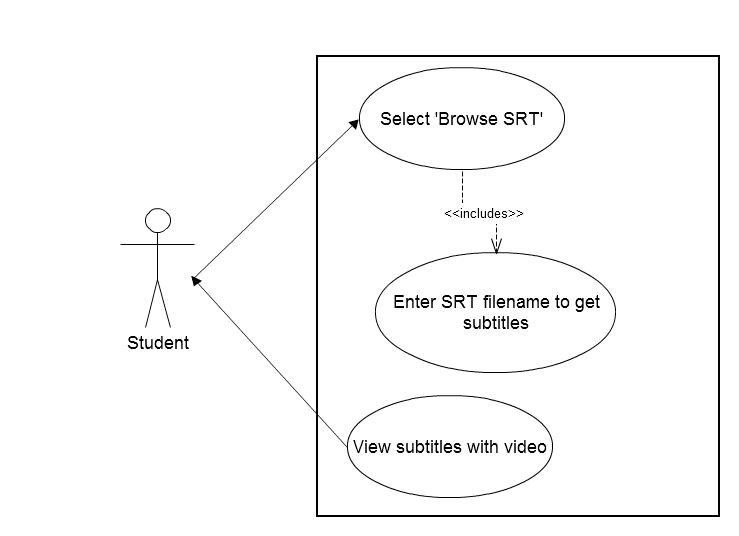 Select 'Browse SRT'
<<includes>>
Enter SRT filename to get
subtitles
Student
View subtitles with video